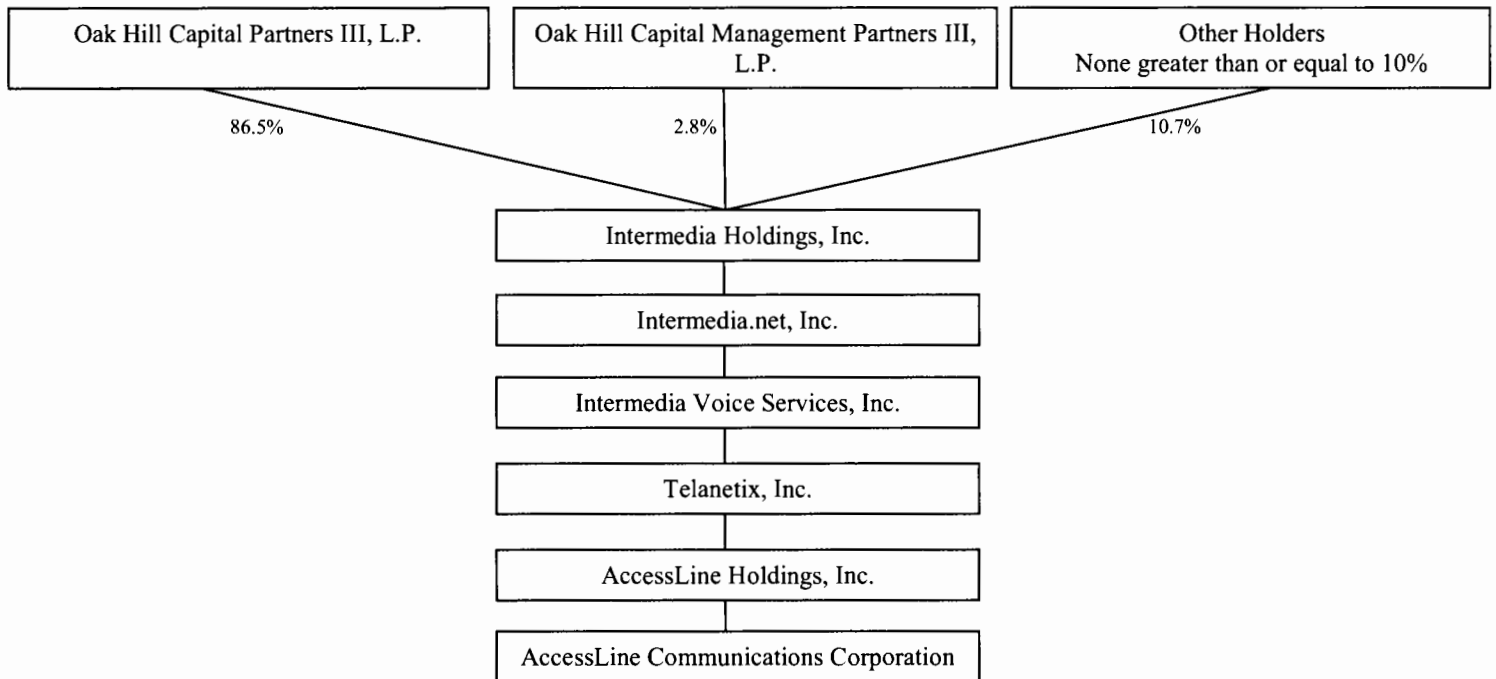 Oak Hill Capital Partners III, L.P.
Oak Hill Capital Management Partners III,
L.P.
Other Holders
None greater than or equal to 10%
86.5%
2.8%
10.7%
Intermedia Holdings, Inc.
Intermedia.net, Inc.
Intermedia Voice Services, Inc.
Telanetix, Inc.
AccessLine Holdings, Inc.
AccessLine Communications Corporation